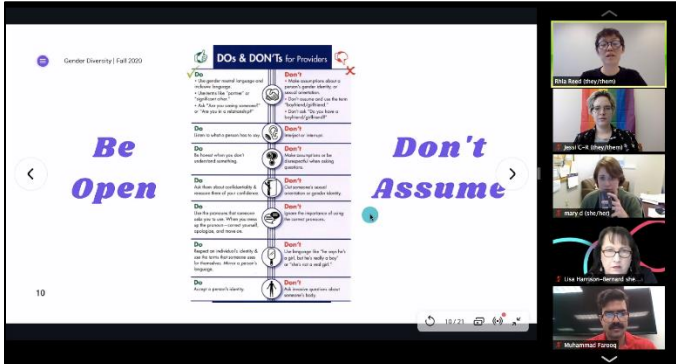 Gender Diversity | Fall 2020
DOs & DON'Ts for Providers
Be
Open
Don't
Assume
Do
• Use gender neutral language and
inclusive language.
• Use terms like "partner" or
"significant other."
• Ask "Are you seeing someone?"
or "Are you in a relationship?"
Don't
• Make assumptions about a
person's gender identity or
sexual orientation.
• Don't assume and use the term
"boyfriend/girlfriend."
• Don't ask "Do you have a
boyfriend/girlfriend?"
Do
Listen to what a person has to say.
Don't
Interject or interrupt.
Do
Be honest when you don't
understand something.
Don't
Make assumptions or be
disrespectful when asking
questions.
Do
Ask them about confidentiality &
reassure them of your confidence.
Don't
Out someone's sexual
orientation or gender identity.
Do
Use the pronouns that someone
asks you to use. When you mess
up the pronoun – correct yourself,
apologize, and move on.
Don't
Ignore the importance of using
the correct pronouns.
Do
Respect an individual's identity &
use the terms that someone uses
for themselves. Mirror a person's
language.
Don't
Use language like "he says he's
a girl, but he's really a boy"
or "she's not a real girl."
Do
Accept a person's identity.
Don't
Ask invasive questions about
someone's body.
10
10/21
Rhia Reed (they/them)
Jessi C-R (they/them)
mary d (she/her)
Lisa Harrison-Bernard she...
Muhammad Farooq